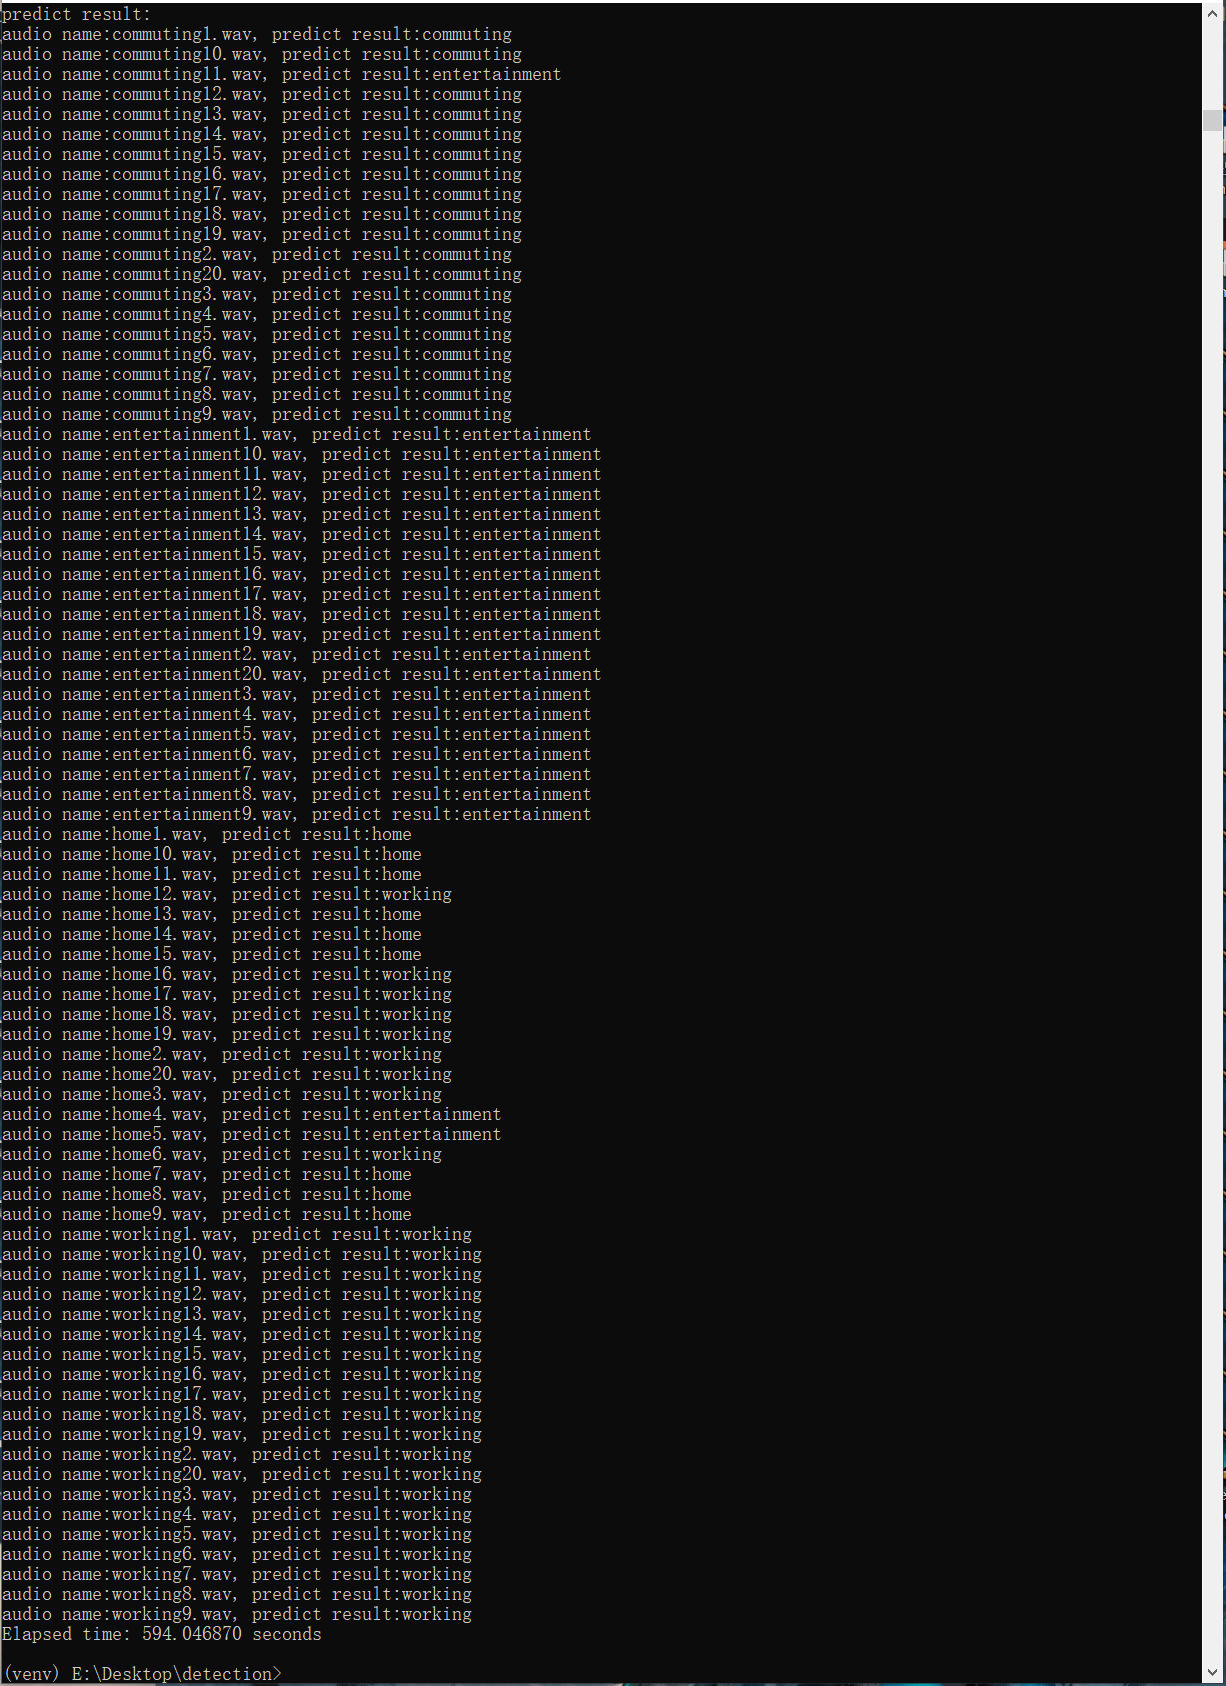 predict result:
audio name:commuting1.wav, predict result:commuting
audio name:commuting10.wav, predict result:commuting
audio name:commuting11.wav, predict result:entertainment
audio name:commuting12.wav, predict result:commuting
audio name:commuting13.wav, predict result:commuting
audio name:commuting14.wav, predict result:commuting
audio name:commuting15.wav, predict result:commuting
audio name:commuting16.wav, predict result:commuting
audio name:commuting17.wav, predict result:commuting
audio name:commuting18.wav, predict result:commuting
audio name:commuting19.wav, predict result:commuting
audio name:commuting2.wav, predict result:commuting
audio name:commuting20.wav, predict result:commuting
audio name:commuting3.wav, predict result:commuting
audio name:commuting4.wav, predict result:commuting
audio name:commuting5.wav, predict result:commuting
audio name:commuting6.wav, predict result:commuting
audio name:commuting7.wav, predict result:commuting
audio name:commuting8.wav, predict result:commuting
audio name:commuting9.wav, predict result:commuting
audio name:entertainment1.wav, predict result:entertainment
audio name:entertainment10.wav, predict result:entertainment
audio name:entertainment11.wav, predict result:entertainment
audio name:entertainment12.wav, predict result:entertainment
audio name:entertainment13.wav, predict result:entertainment
audio name:entertainment14.wav, predict result:entertainment
audio name:entertainment15.wav, predict result:entertainment
audio name:entertainment16.wav, predict result:entertainment
audio name:entertainment17.wav, predict result:entertainment
audio name:entertainment18.wav, predict result:entertainment
audio name:entertainment19.wav, predict result:entertainment
audio name:entertainment2.wav, predict result:entertainment
audio name:entertainment20.wav, predict result:entertainment
audio name:entertainment3.wav, predict result:entertainment
audio name:entertainment4.wav, predict result:entertainment
audio name:entertainment5.wav, predict result:entertainment
audio name:entertainment6.wav, predict result:entertainment
audio name:entertainment7.wav, predict result:entertainment
audio name:entertainment8.wav, predict result:entertainment
audio name:entertainment9.wav, predict result:entertainment
audio name:home1.wav, predict result:home
audio name:home10.wav, predict result:home
audio name:home11.wav, predict result:home
audio name:home12.wav, predict result:working
audio name:home13.wav, predict result:home
audio name:home14.wav, predict result:home
audio name:home15.wav, predict result:home
audio name:home16.wav, predict result:working
audio name:home17.wav, predict result:working
audio name:home18.wav, predict result:working
audio name:home19.wav, predict result:working
audio name:home2.wav, predict result:working
audio name:home20.wav, predict result:working
audio name:home3.wav, predict result:working
audio name:home4.wav, predict result:entertainment
audio name:home5.wav, predict result:entertainment
audio name:home6.wav, predict result:working
audio name:home7.wav, predict result:home
audio name:home8.wav, predict result:home
audio name:home9.wav, predict result:home
audio name:working1.wav, predict result:working
audio name:working10.wav, predict result:working
audio name:working11.wav, predict result:working
audio name:working12.wav, predict result:working
audio name:working13.wav, predict result:working
audio name:working14.wav, predict result:working
audio name:working15.wav, predict result:working
audio name:working16.wav, predict result:working
audio name:working17.wav, predict result:working
audio name:working18.wav, predict result:working
audio name:working19.wav, predict result:working
audio name:working2.wav, predict result:working
audio name:working20.wav, predict result:working
audio name:working3.wav, predict result:working
audio name:working4.wav, predict result:working
audio name:working5.wav, predict result:working
audio name:working6.wav, predict result:working
audio name:working7.wav, predict result:working
audio name:working8.wav, predict result:working
audio name:working9.wav, predict result:working
Elapsed time: 594.046870 seconds
(venv) E:\Desktop\detection>